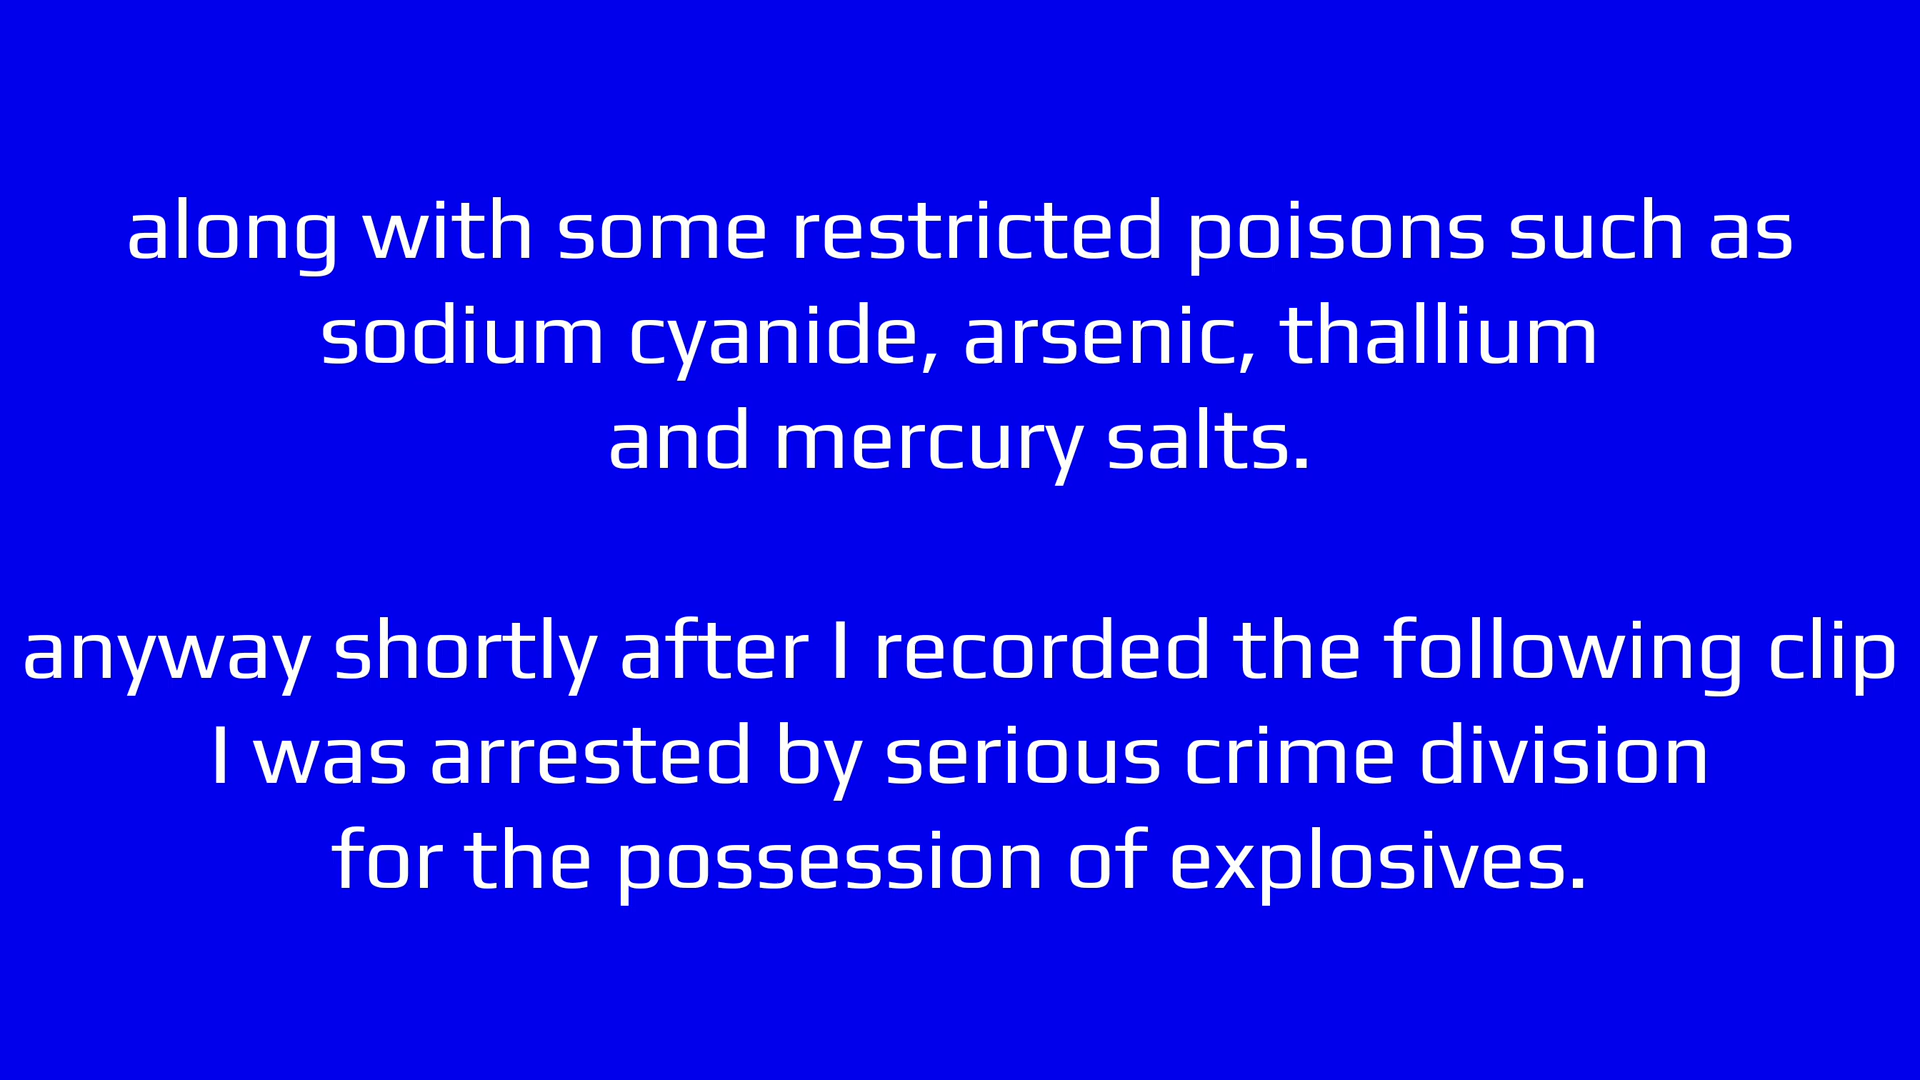 along with some restricted poisons such as
sodium cyanide, arsenic, thallium
and mercury salts.
anyway shortly after I recorded the following clip
I was arrested by serious crime division
for the possession of explosives.